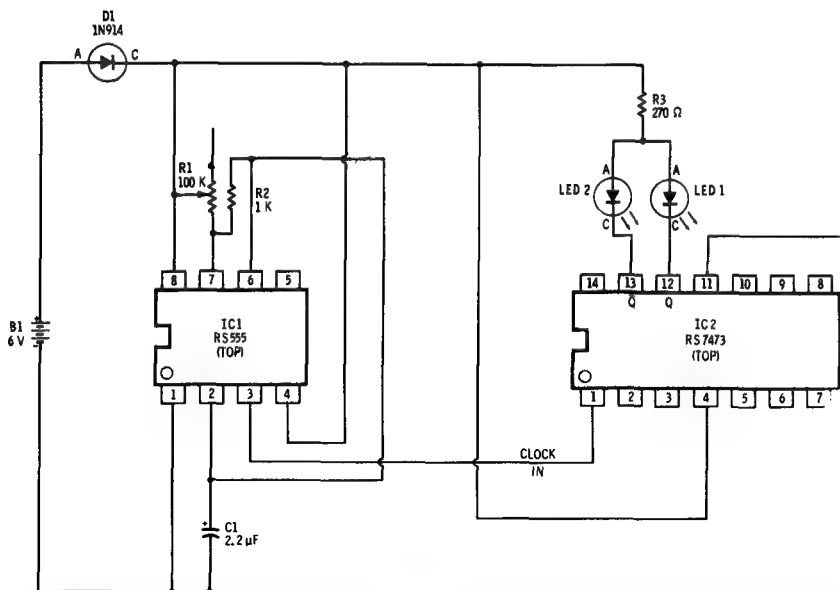 D1
1N914
A
C
R3
270 Ω
R1
100 K
R2
1 K
A
A
LED 2
LED 1
C
C
8
7
6
5
14
13
12
11
10
9
8
Q̅
Q
B1
6 V
+
IC1
RS555
(TOP)
IC2
RS7473
(TOP)
1
2
3
4
1
2
3
4
5
6
7
CLOCK
IN
+
C1
2.2 µF